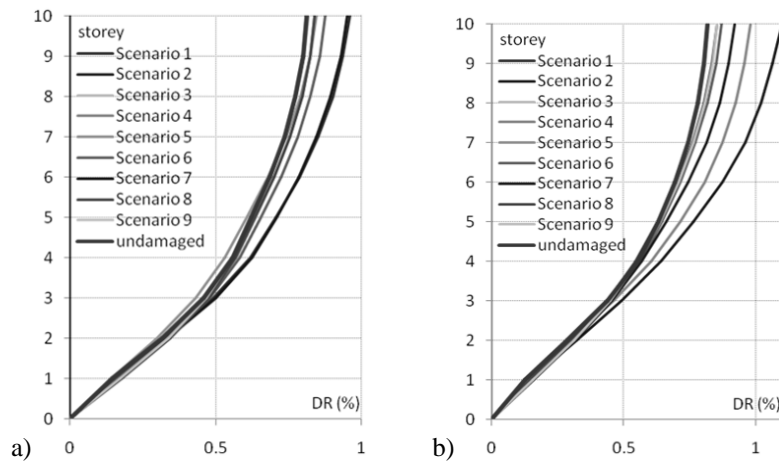 10
9
8
7
6
5
4
3
2
1
0
storey
Scenario 1
Scenario 2
Scenario 3
Scenario 4
Scenario 5
Scenario 6
Scenario 7
Scenario 8
Scenario 9
undamaged
DR (%)
0
0.5
1
a)
10
9
8
7
6
5
4
3
2
1
0
storey
Scenario 1
Scenario 2
Scenario 3
Scenario 4
Scenario 5
Scenario 6
Scenario 7
Scenario 8
Scenario 9
undamaged
DR (%)
0
0.5
1
b)